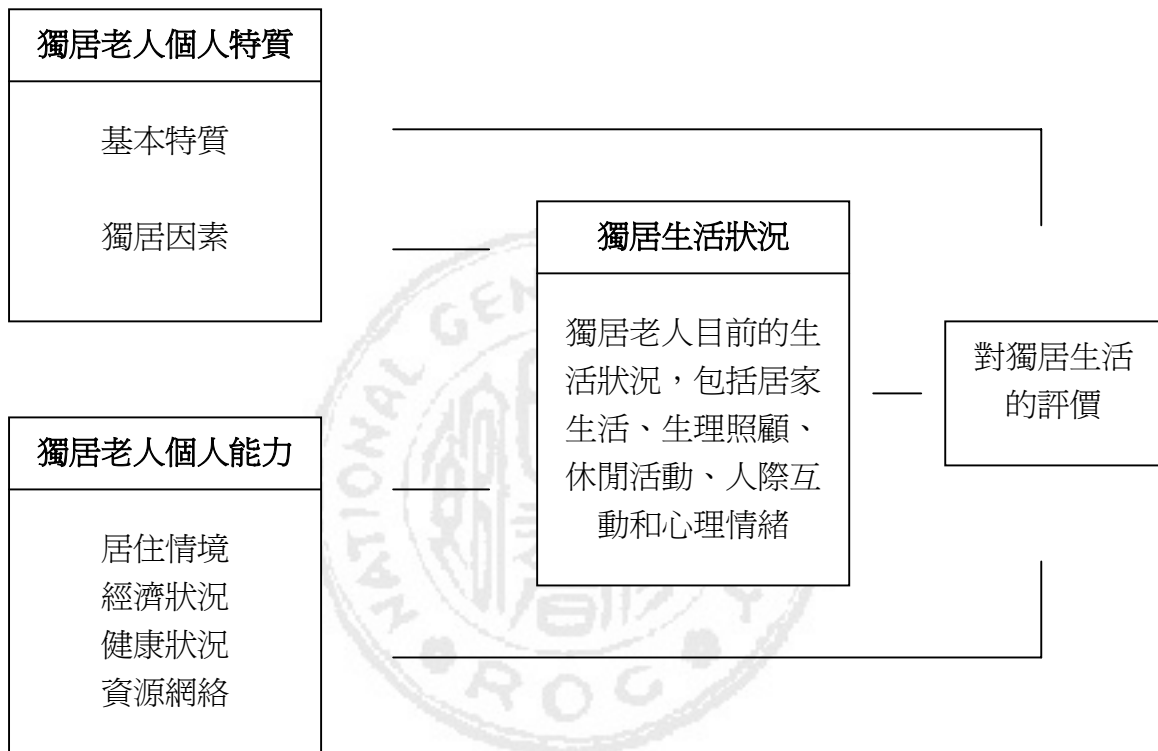 獨居老人個人特質
基本特質
獨居因素
獨居生活狀況
獨居老人目前的生
活狀況，包括居家
生活、生理照顧、
休閒活動、人際互
動和心理情緒
對獨居生活
的評價
獨居老人個人能力
居住情境
經濟狀況
健康狀況
資源網絡
NATIONAL GEN
ROC